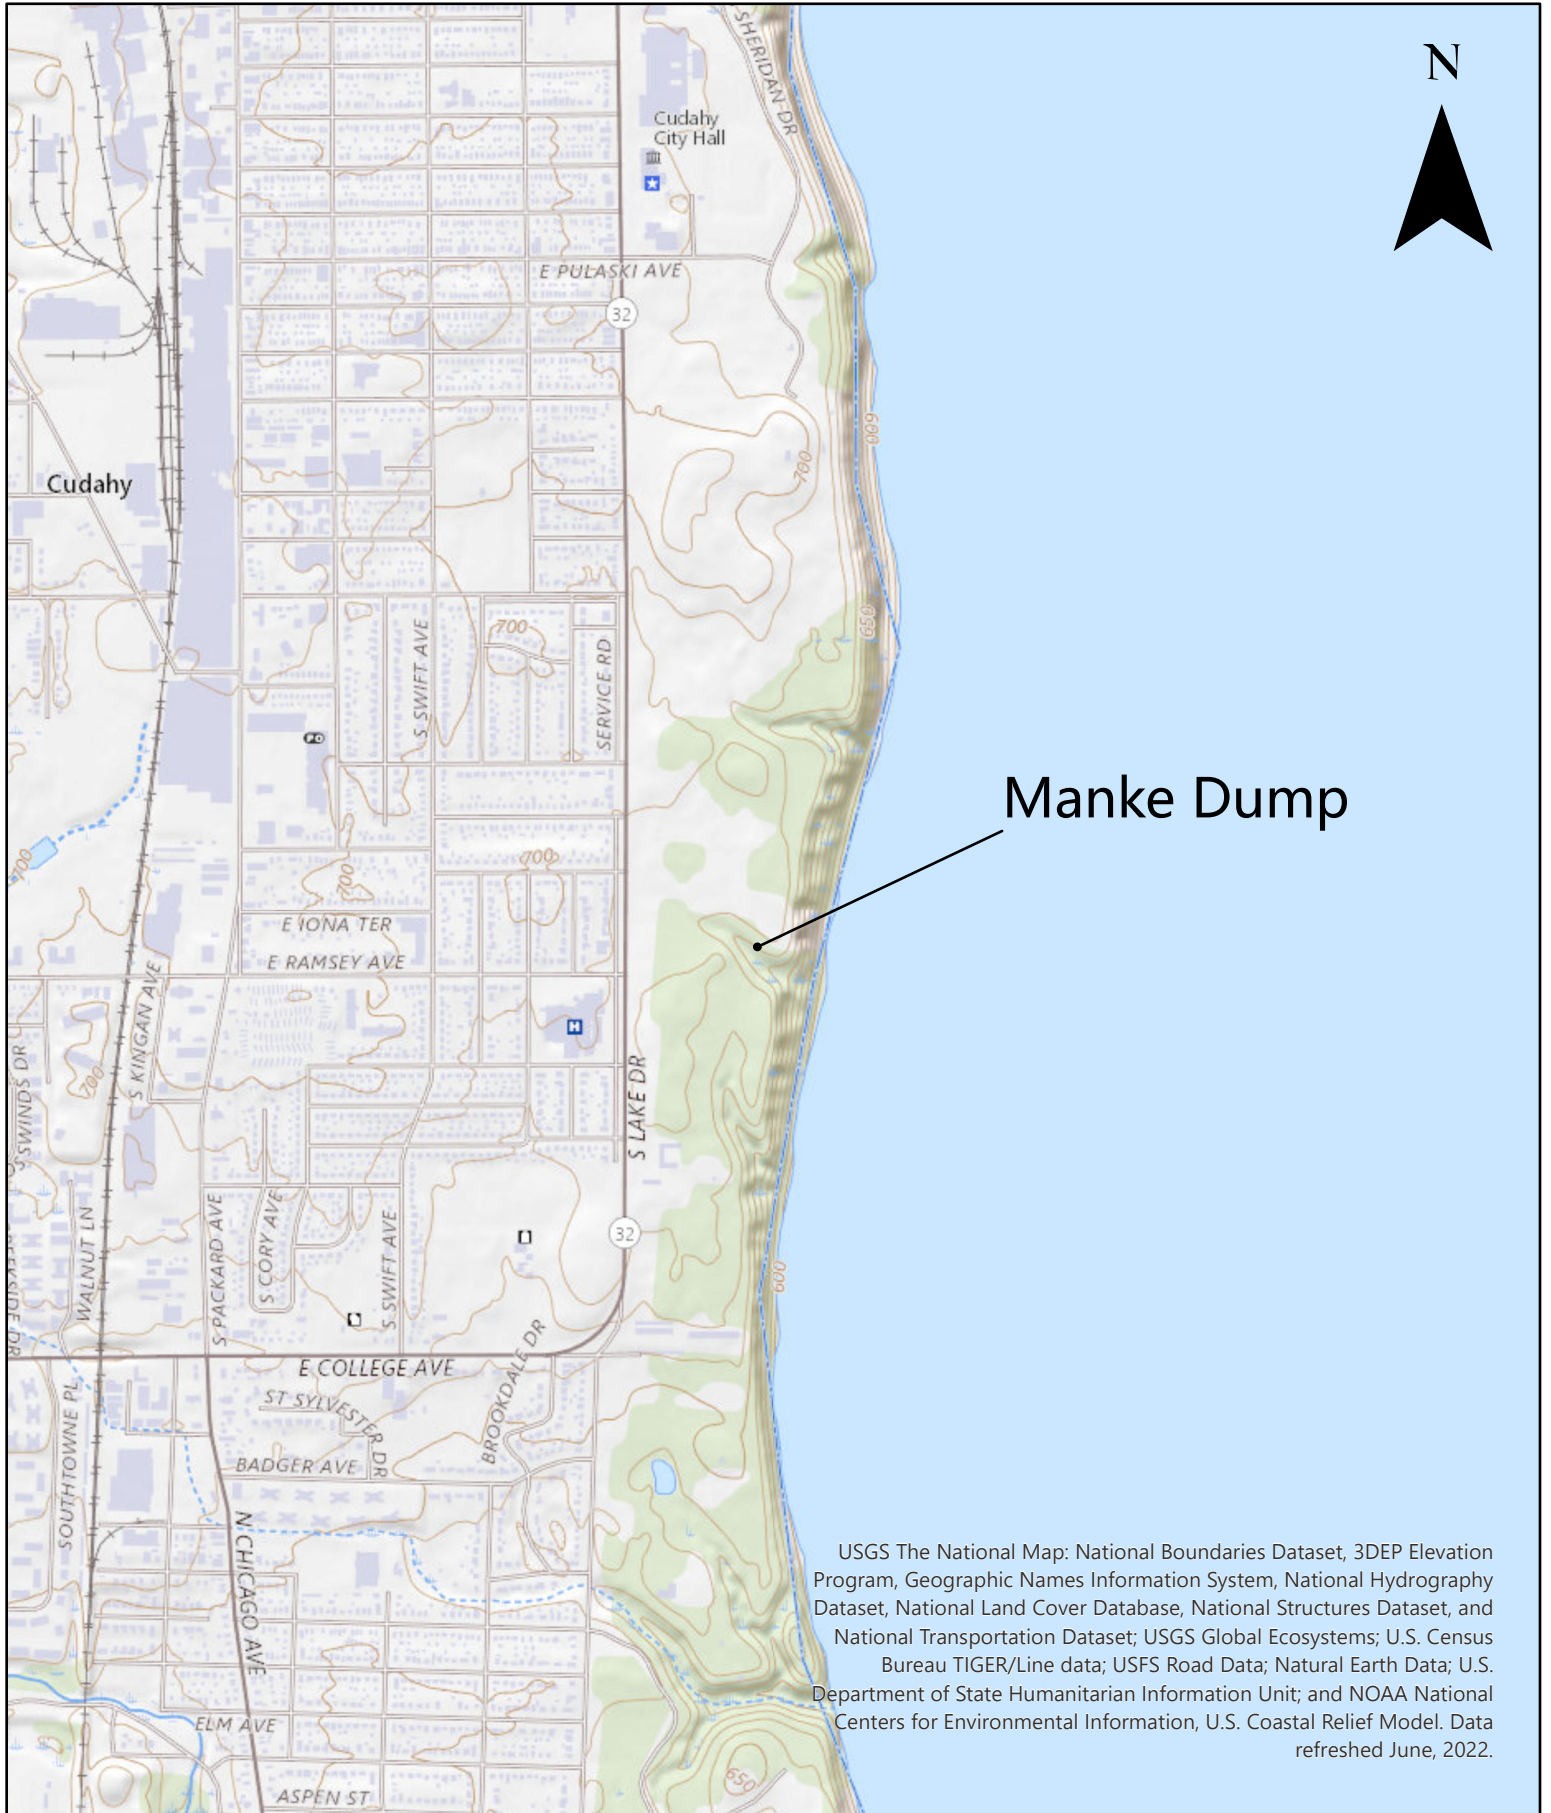 N
SHERIDAN DR
Cudahy
City Hall
E PULASKI AVE
32
600
700
Cudahy
650
700
S SWIFT AVE
SERVICE RD
PO
Manke Dump
700
700
700
E IONA TER
E RAMSEY AVE
S KINGAN AVE
H
700
S SWINDS DR
S LAKE DR
WALNUT LN
S PACKARD AVE
S CORY AVE
S SWIFT AVE
32
600
E COLLEGE AVE
BROOKDALE DR
ST SYLVESTER DR
SOUTHTOWNE PL
BADGER AVE
N CHICAGO AVE
USGS The National Map: National Boundaries Dataset, 3DEP Elevation
Program, Geographic Names Information System, National Hydrography
Dataset, National Land Cover Database, National Structures Dataset, and
National Transportation Dataset; USGS Global Ecosystems; U.S. Census
Bureau TIGER/Line data; USFS Road Data; Natural Earth Data; U.S.
Department of State Humanitarian Information Unit; and NOAA National
Centers for Environmental Information, U.S. Coastal Relief Model. Data
refreshed June, 2022.
ELM AVE
650
ASPEN ST